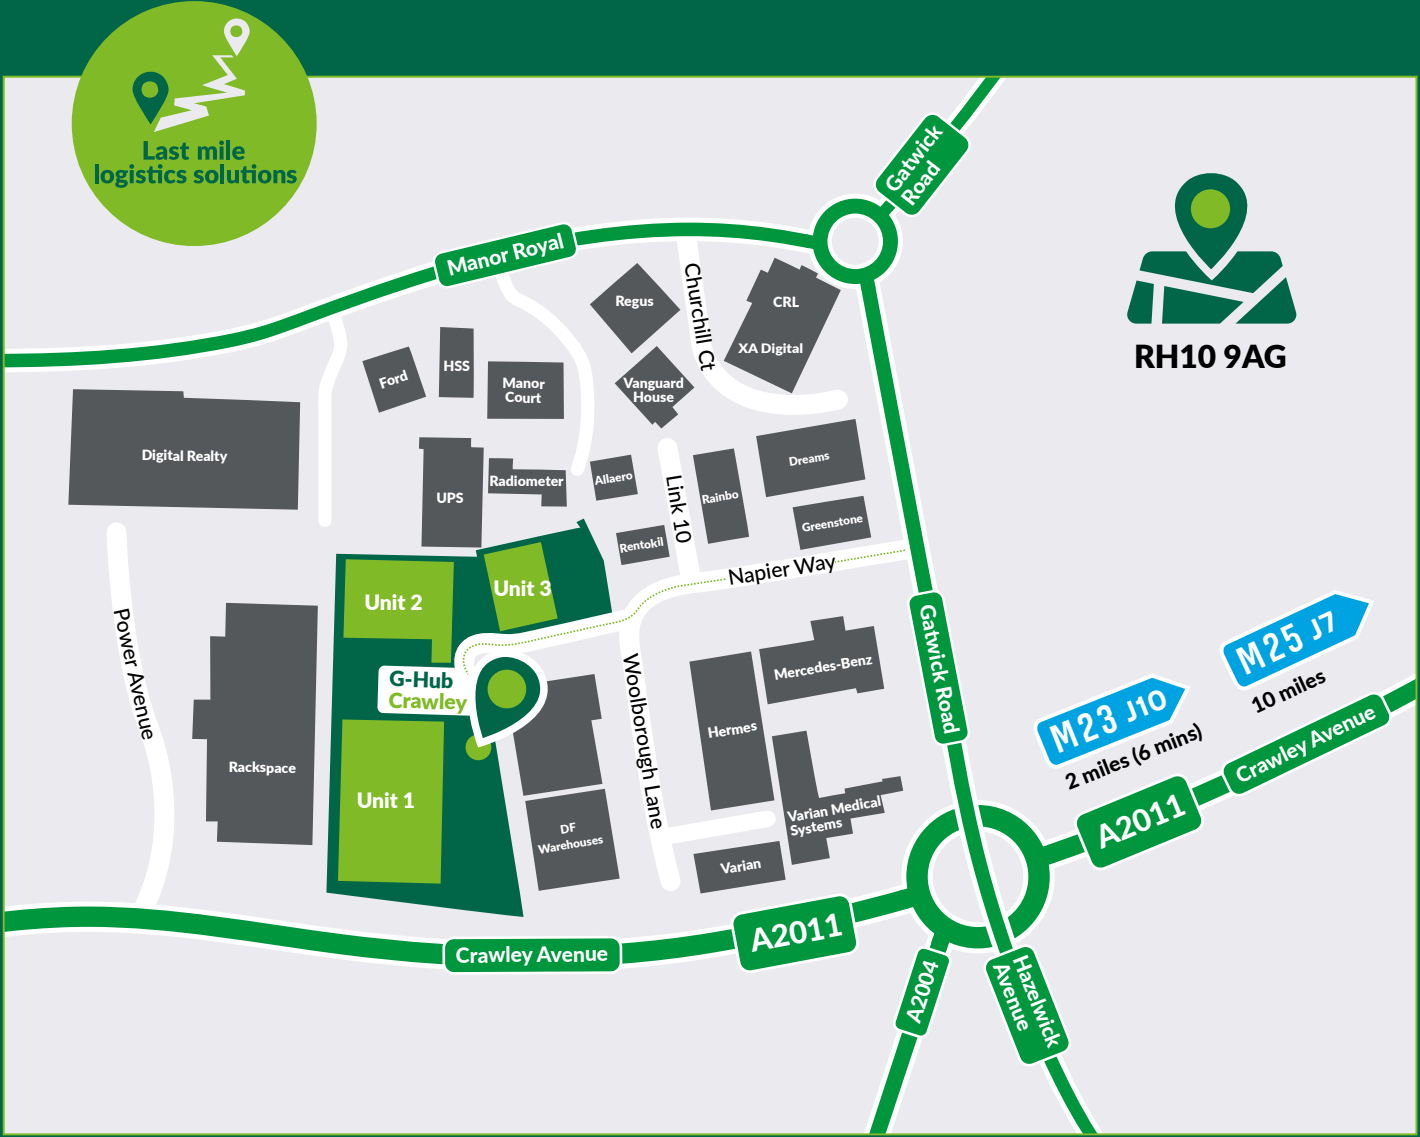 Last mile
logistics solutions
Gatwick
Road
Manor Royal
RH10 9AG
Churchill Ct
Regus
CRL
XA Digital
HSS
Ford
Manor
Court
Vanguard
House
Digital Realty
UPS
Radiometer
Allaero
Link 10
Rainbo
Dreams
Greenstone
Rentokil
Napier Way
Unit 3
Unit 2
G-Hub
Crawley
Unit 1
Power Avenue
Rackspace
Woolborough Lane
DF
Warehouses
Hermes
Mercedes-Benz
Varian Medical
Systems
Varian
Gatwick Road
M25 J7
10 miles
M23 J10
2 miles (6 mins)
Crawley Avenue
A2011
A2011
Crawley Avenue
A2004
Hazelwick
Avenue